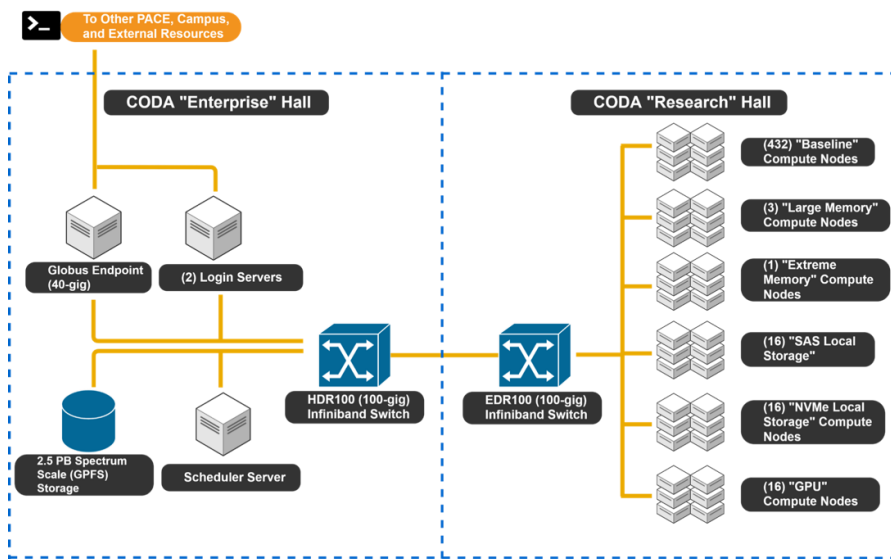 To Other PACE, Campus,
and External Resources
CODA "Enterprise" Hall
CODA "Research" Hall
(432) "Baseline"
Compute Nodes
(3) "Large Memory"
Compute Nodes
Globus Endpoint
(40-gig)
(2) Login Servers
(1) "Extreme
Memory" Compute
Nodes
(16) "SAS Local
Storage"
HDR100 (100-gig)
Infiniband Switch
EDR100 (100-gig)
Infiniband Switch
(16) "NVMe Local
Storage" Compute
Nodes
2.5 PB Spectrum
Scale (GPFS)
Storage
Scheduler Server
(16) "GPU"
Compute Nodes